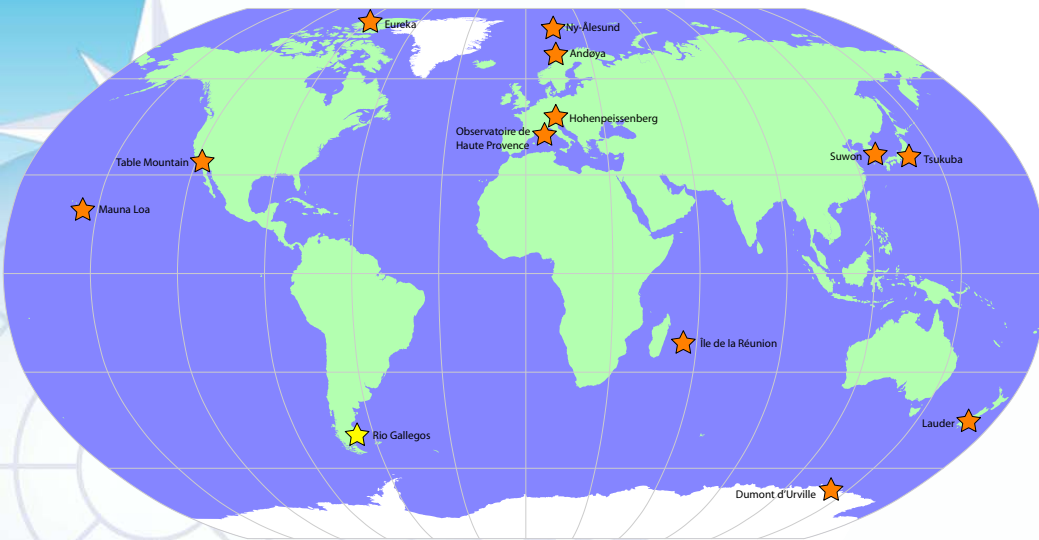 Eureka
Ny-Ålesund
Andøya
Hohenpeissenberg
Observatoire de
Haute Provence
Table Mountain
Suwon
Tsukuba
Mauna Loa
Île de la Réunion
Lauder
Rio Gallegos
Dumont d'Urville